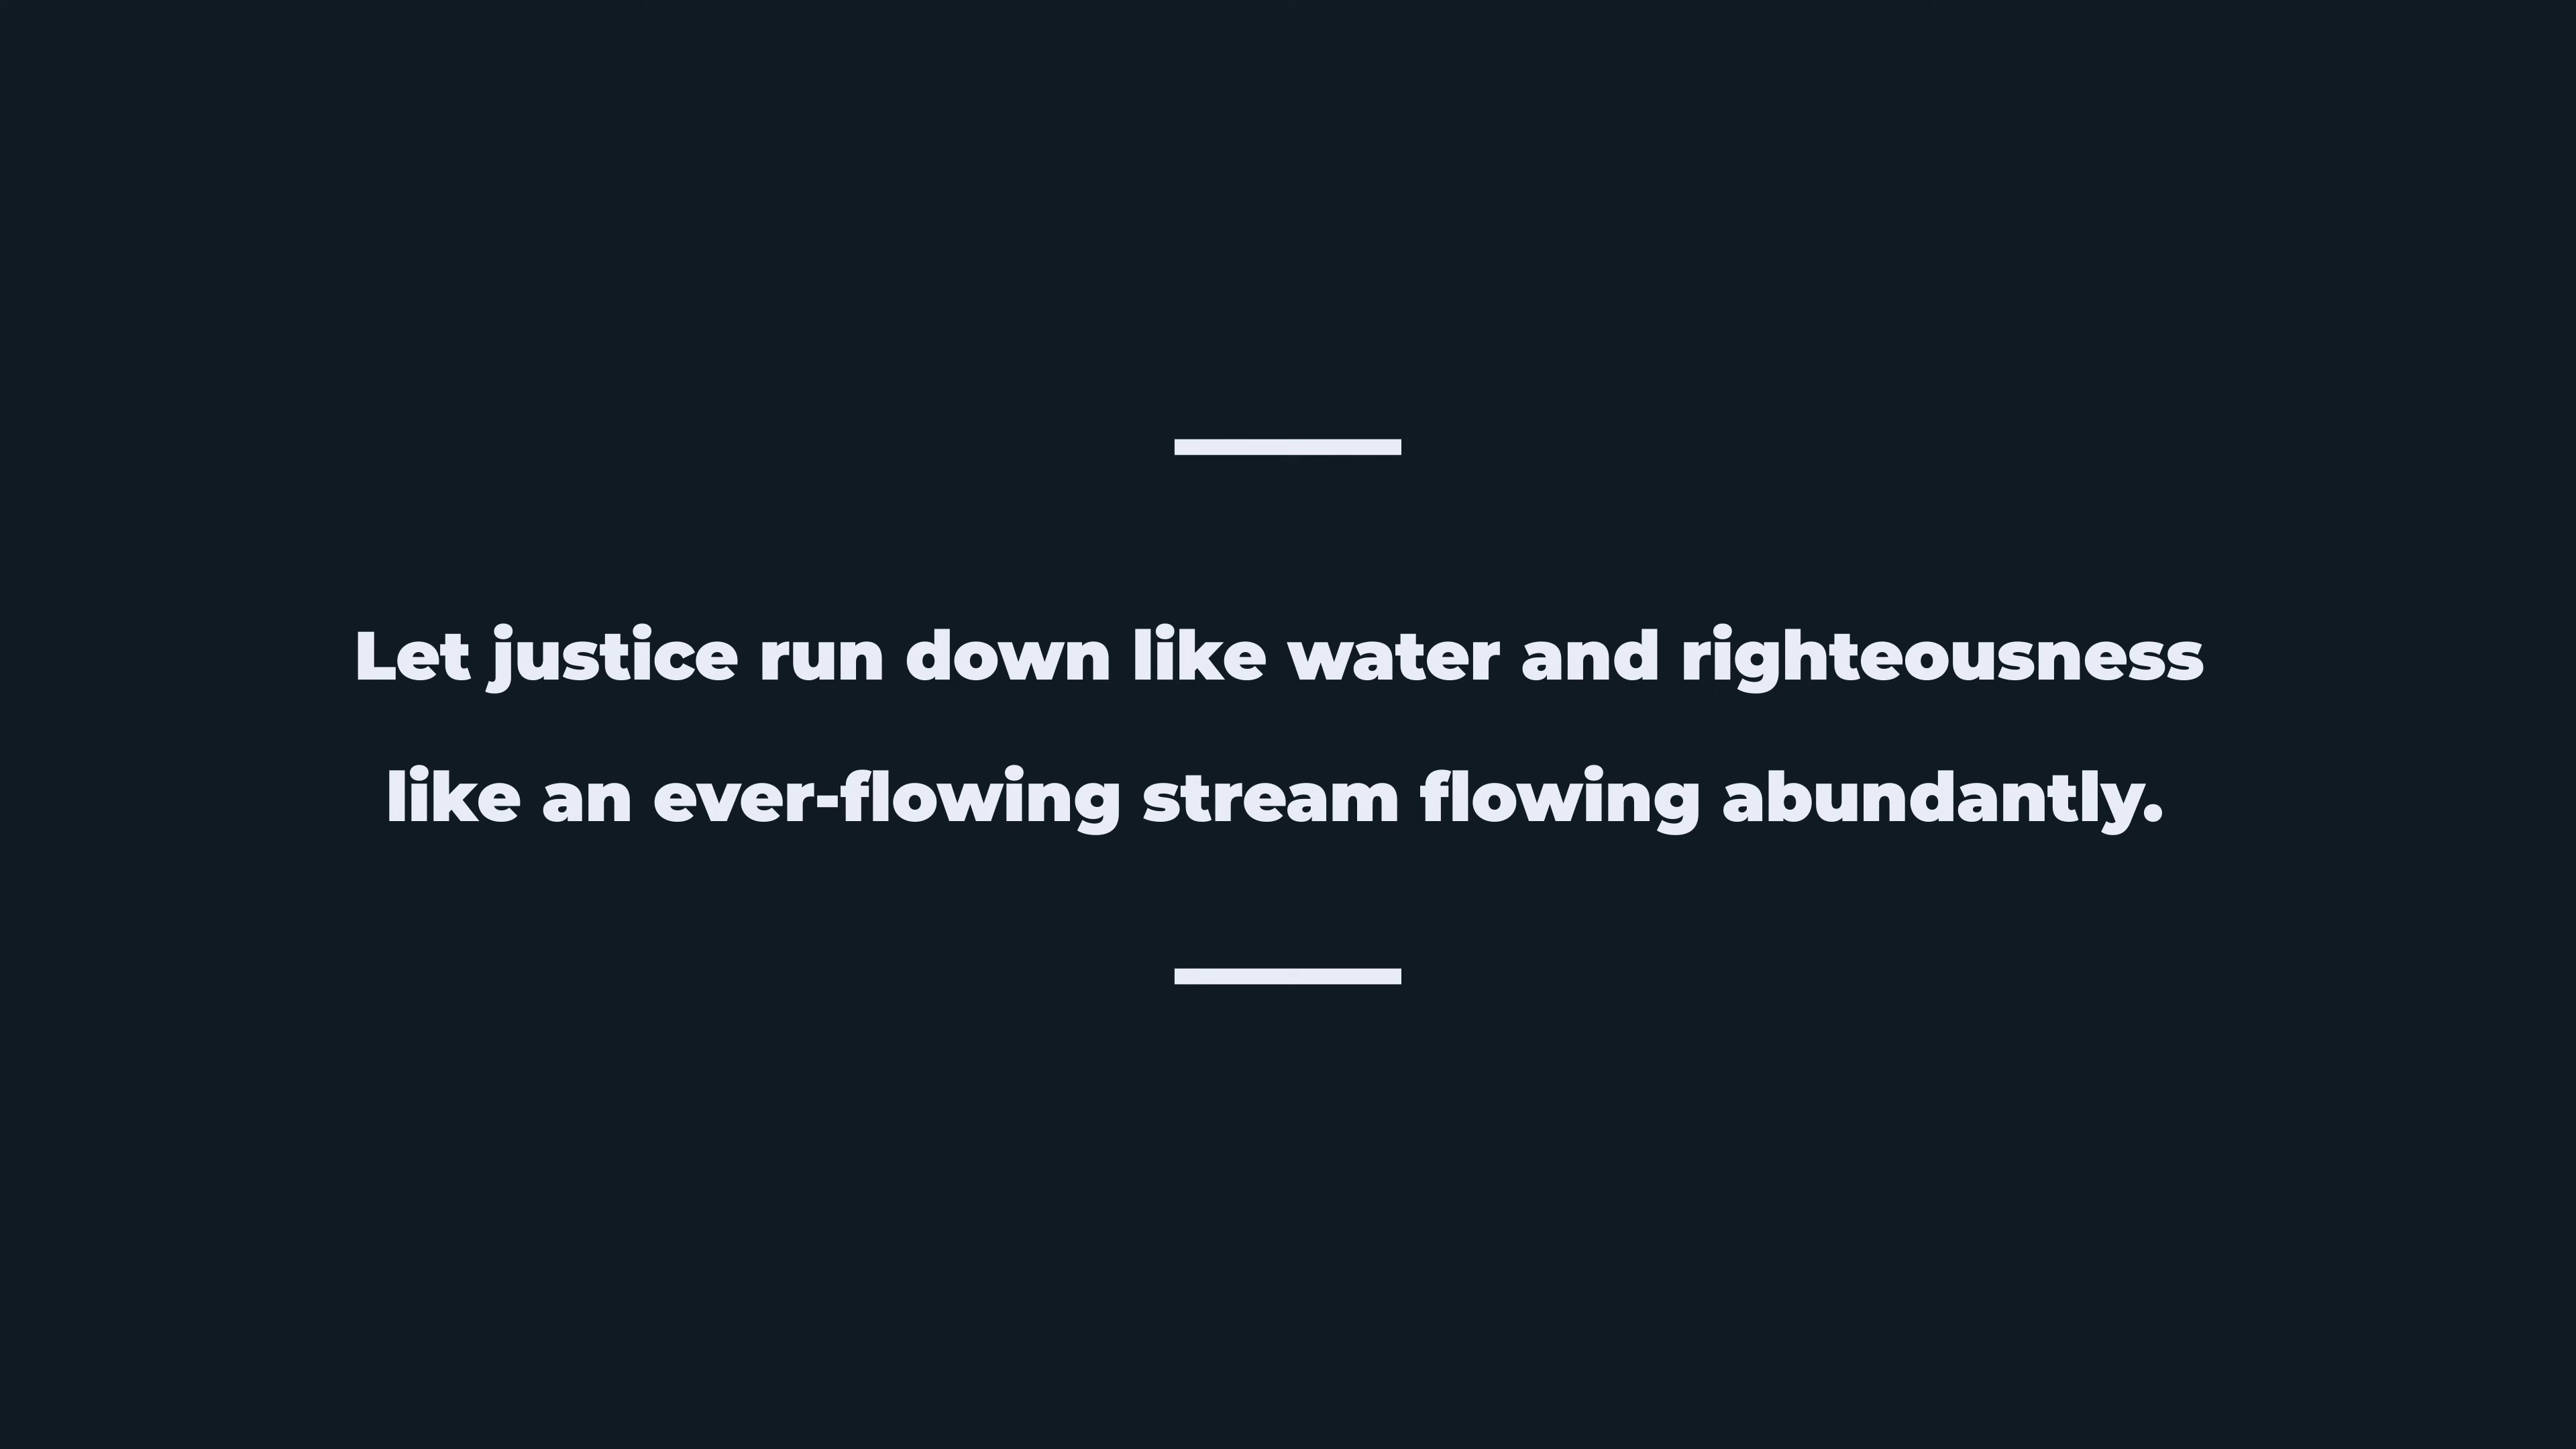 Let justice run down like water and righteousness
like an ever-flowing stream flowing abundantly.